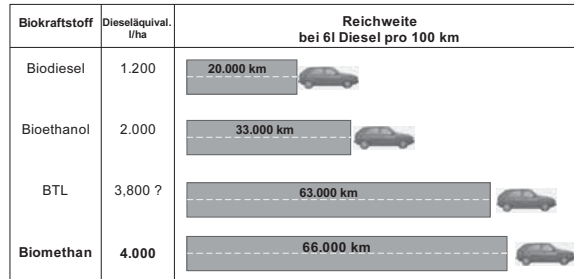 Biokraftstoff
Dieseläquival.
l/ha
Reichweite
bei 6l Diesel pro 100 km
Biodiesel 1.200 20.000 km
Bioethanol 2.000 33.000 km
BTL 3,800 ? 63.000 km
Biomethan 4.000 66.000 km